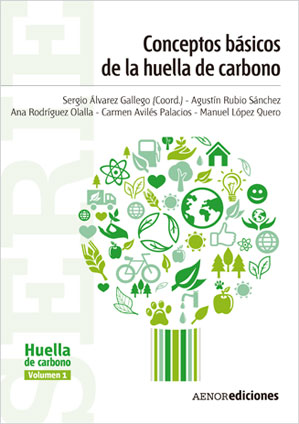 Conceptos básicos
de la huella de carbono
Sergio Álvarez Gallego (Coord.) - Agustín Rubio Sánchez
Ana Rodríguez Olalla - Carmen Avilés Palacios - Manuel López Quero
SERIE
Huella
de carbono
Volumen 1
AENORediciones